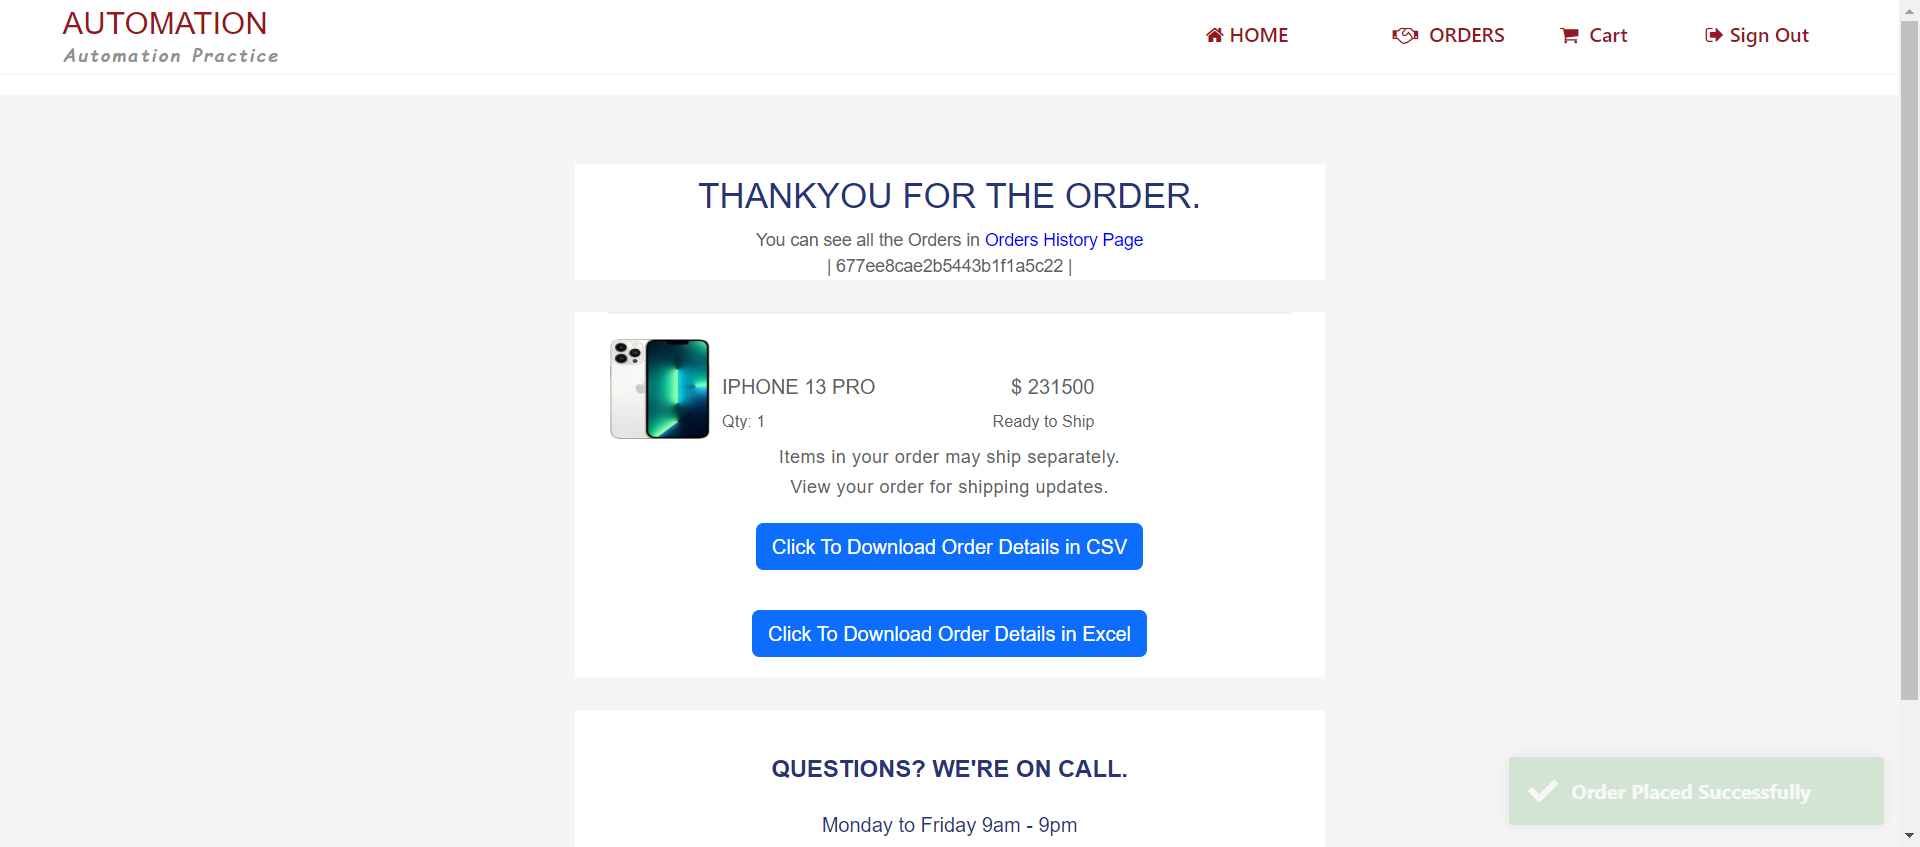 AUTOMATION
Automation Practice
HOME
ORDERS
Cart
Sign Out
THANKYOU FOR THE ORDER.
You can see all the Orders in Orders History Page
| 677ee8cae2b5443b1f1a5c22 |
IPHONE 13 PRO
$ 231500
Qty: 1
Ready to Ship
Items in your order may ship separately.
View your order for shipping updates.
Click To Download Order Details in CSV
Click To Download Order Details in Excel
QUESTIONS? WE'RE ON CALL.
Monday to Friday 9am - 9pm
Order Placed Successfully